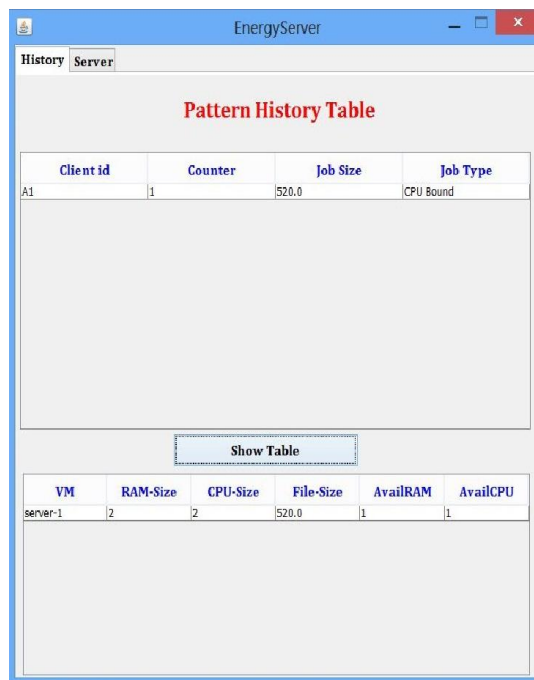 EnergyServer
History Server
Pattern History Table
Client id Counter Job Size Job Type
A1 1 520.0 CPU Bound
Show Table
VM RAM-Size CPU-Size File-Size AvailRAM AvailCPU
server-1 2 2 520.0 1 1